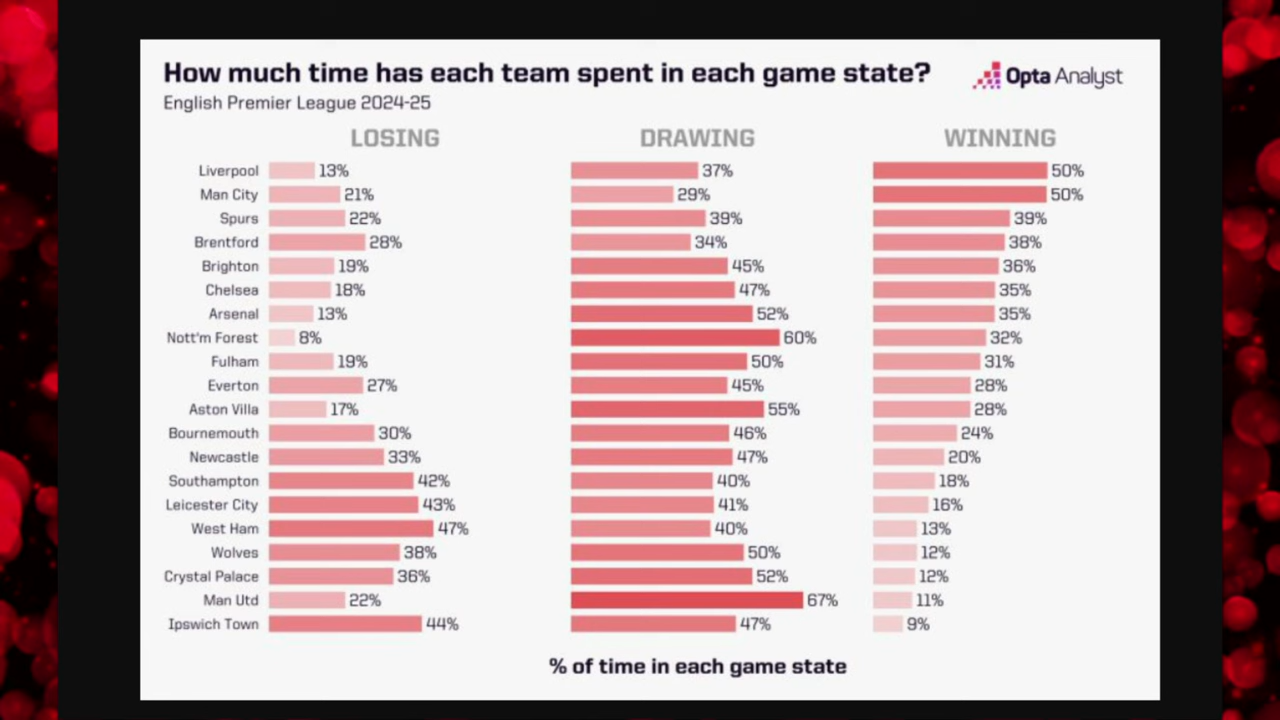 How much time has each team spent in each game state?
Opta Analyst
English Premier League 2024-25
LOSING DRAWING WINNING
Liverpool 13% 37% 50%
Man City 21% 29% 50%
Spurs 22% 39% 39%
Brentford 28% 34% 38%
Brighton 19% 45% 36%
Chelsea 18% 47% 35%
Arsenal 13% 52% 35%
Nott'm Forest 8% 60% 32%
Fulham 19% 50% 31%
Everton 27% 45% 28%
Aston Villa 17% 55% 28%
Bournemouth 30% 46% 24%
Newcastle 33% 47% 20%
Southampton 42% 40% 18%
Leicester City 43% 41% 16%
West Ham 47% 40% 13%
Wolves 38% 50% 12%
Crystal Palace 36% 52% 12%
Man Utd 22% 67% 11%
Ipswich Town 44% 47% 9%
% of time in each game state